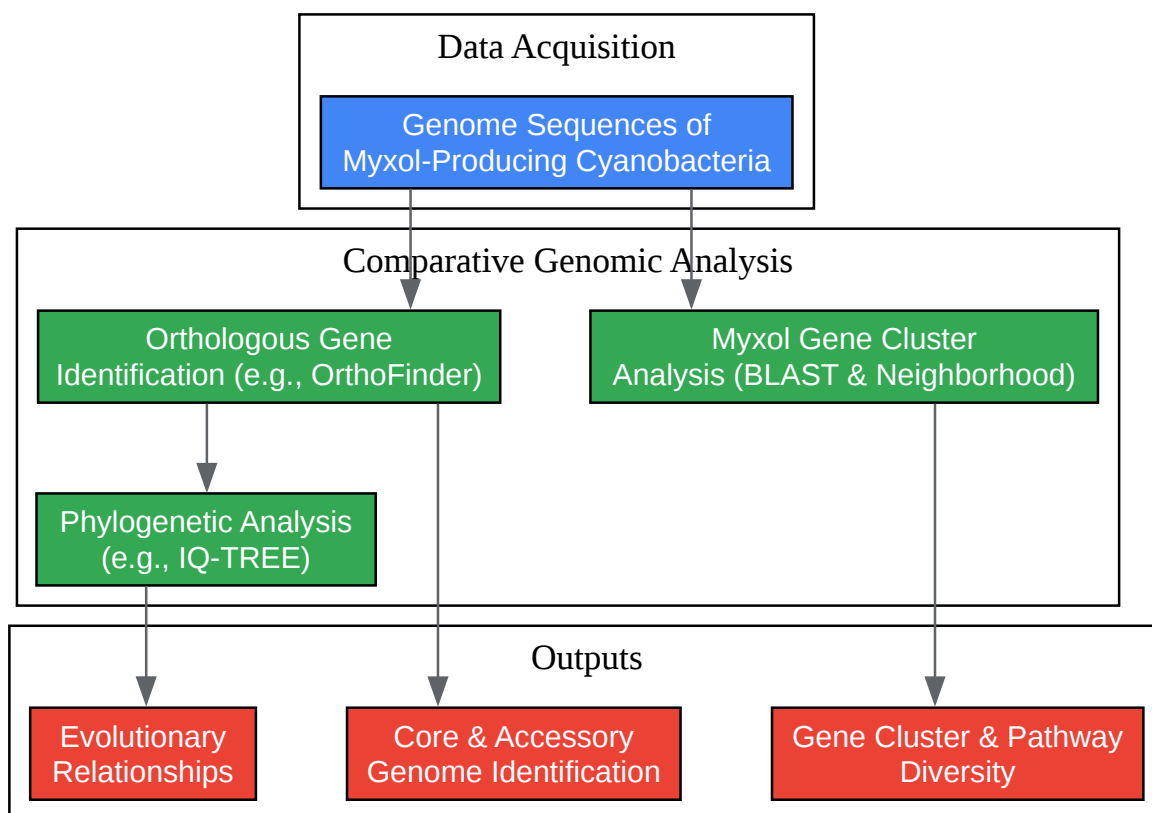 Data Acquisition
Genome Sequences of
Myxol-Producing Cyanobacteria
Comparative Genomic Analysis
Orthologous Gene
Identification (e.g., OrthoFinder)
Myxol Gene Cluster
Analysis (BLAST & Neighborhood)
Phylogenetic Analysis
(e.g., IQ-TREE)
Outputs
Evolutionary
Relationships
Core & Accessory
Genome Identification
Gene Cluster & Pathway
Diversity